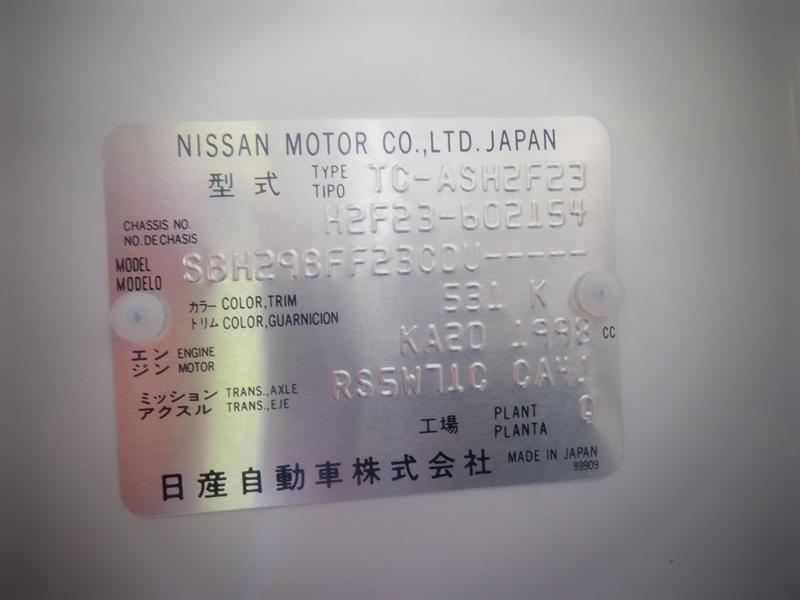 NISSAN MOTOR CO.,LTD. JAPAN
型式 TYPE TIPO TC-ASH2F23
CHASSIS NO. NO. DE CHASIS H2F23-602154
MODEL MODELO SBH298FF23CDU-----
カラー COLOR,TRIM トリム COLOR,GUARNICION 531 K
エンジン ENGINE MOTOR KA20 1998 CC
ミッション TRANS.,AXLE アクスル TRANS.,EJE RS5W71C CA41
工場 PLANT PLANTA Q
日産自動車株式会社 MADE IN JAPAN
89909